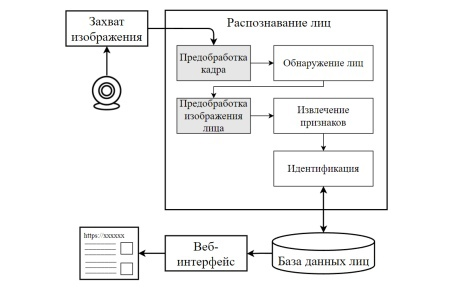 Захват
изображения
Распознавание лиц
Предобработка
кадра
Обнаружение лиц
Предобработка
изображения
лица
Извлечение
признаков
Идентификация
https://xxxxxx
Веб-
интерфейс
База данных лиц